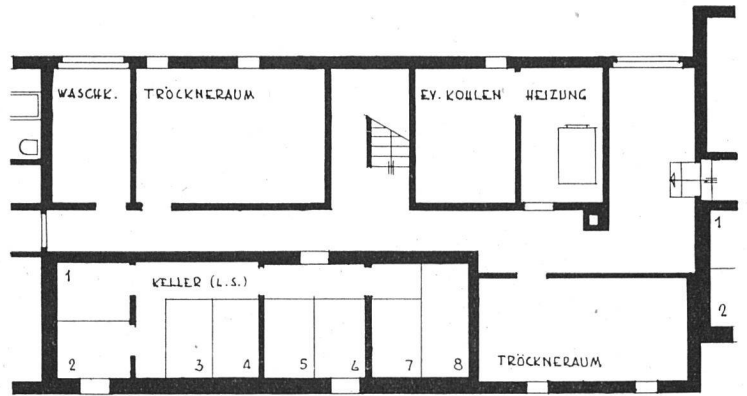 WASCHK.
TRÖCKNERAUM
EV. KOHLEN
HEIZUNG
1
KELLER (L.S.)
2
3
4
5
6
7
8
TRÖCKNERAUM
1
2